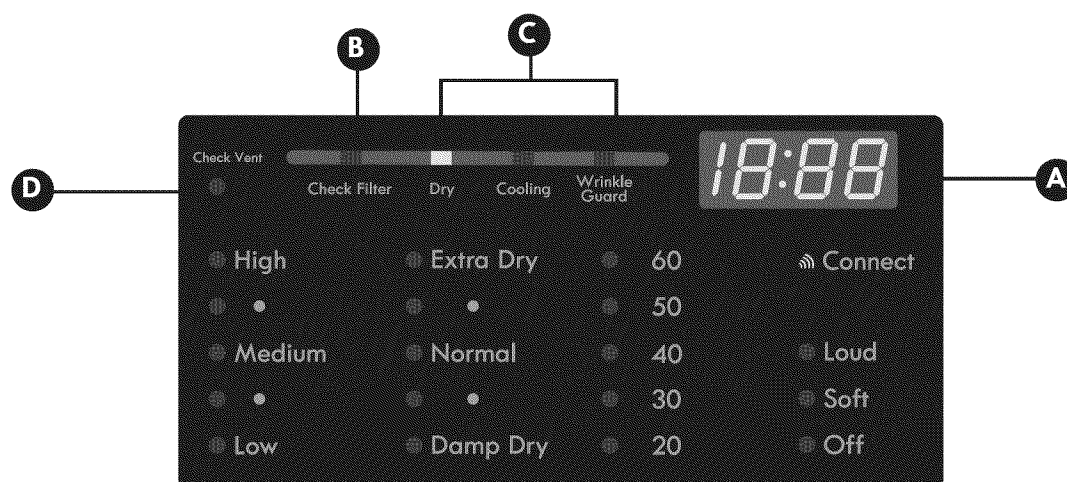 B
C
18:88
A
Check Vent
D
Check Filter
Dry
Cooling
Wrinkle
Guard
High
Extra Dry
60
Connect
50
Medium
Normal
40
Loud
30
Soft
Low
Damp Dry
20
Off